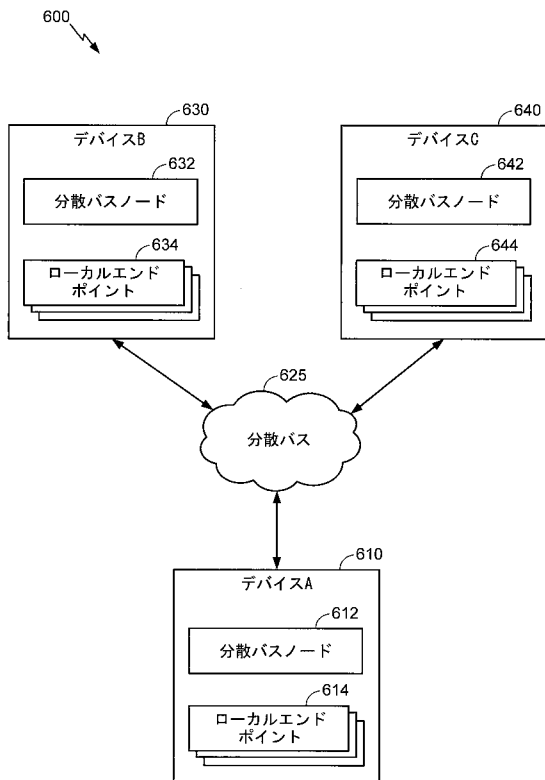 600
630
デバイスB
632
分散バスノード
634
ローカルエンド
ポイント
640
デバイスC
642
分散バスノード
644
ローカルエンド
ポイント
625
分散バス
610
デバイスA
612
分散バスノード
614
ローカルエンド
ポイント